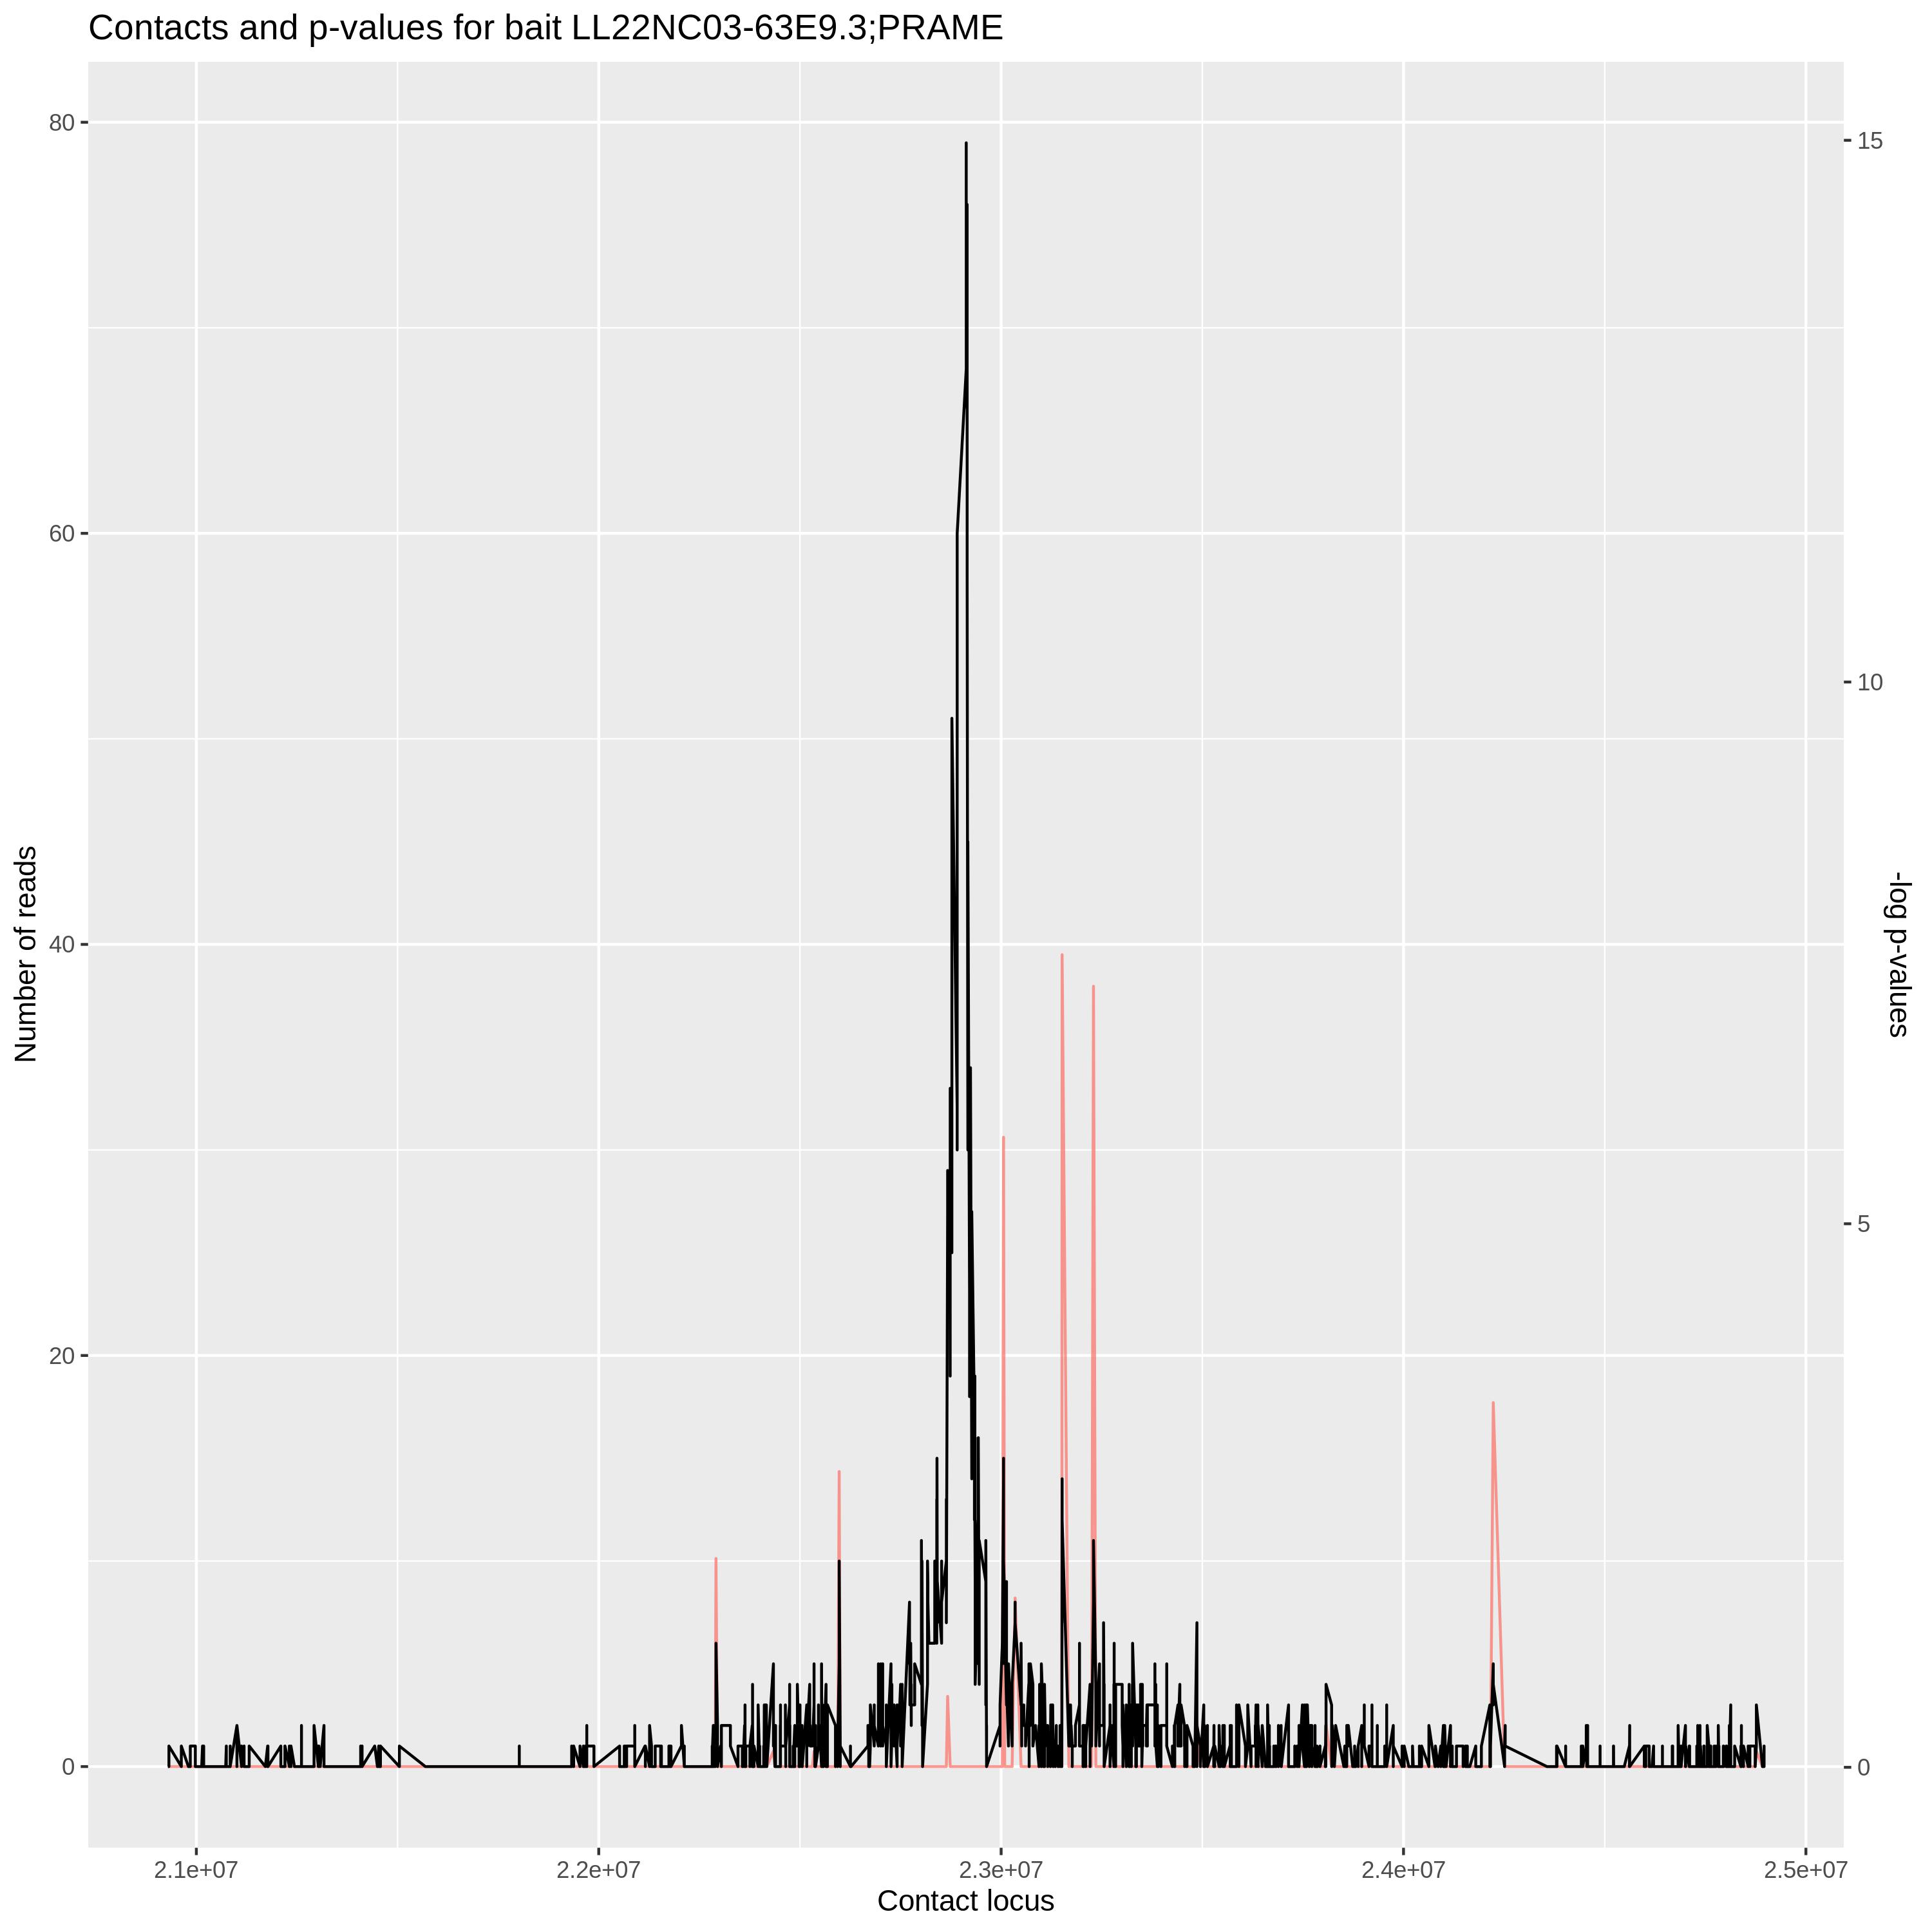 Contacts and p-values for bait LL22NC03-63E9.3;PRAME
80
60
40
20
0
Number of reads
15
10
5
0
-log p-values
2.1e+07
2.2e+07
2.3e+07
2.4e+07
2.5e+07
Contact locus